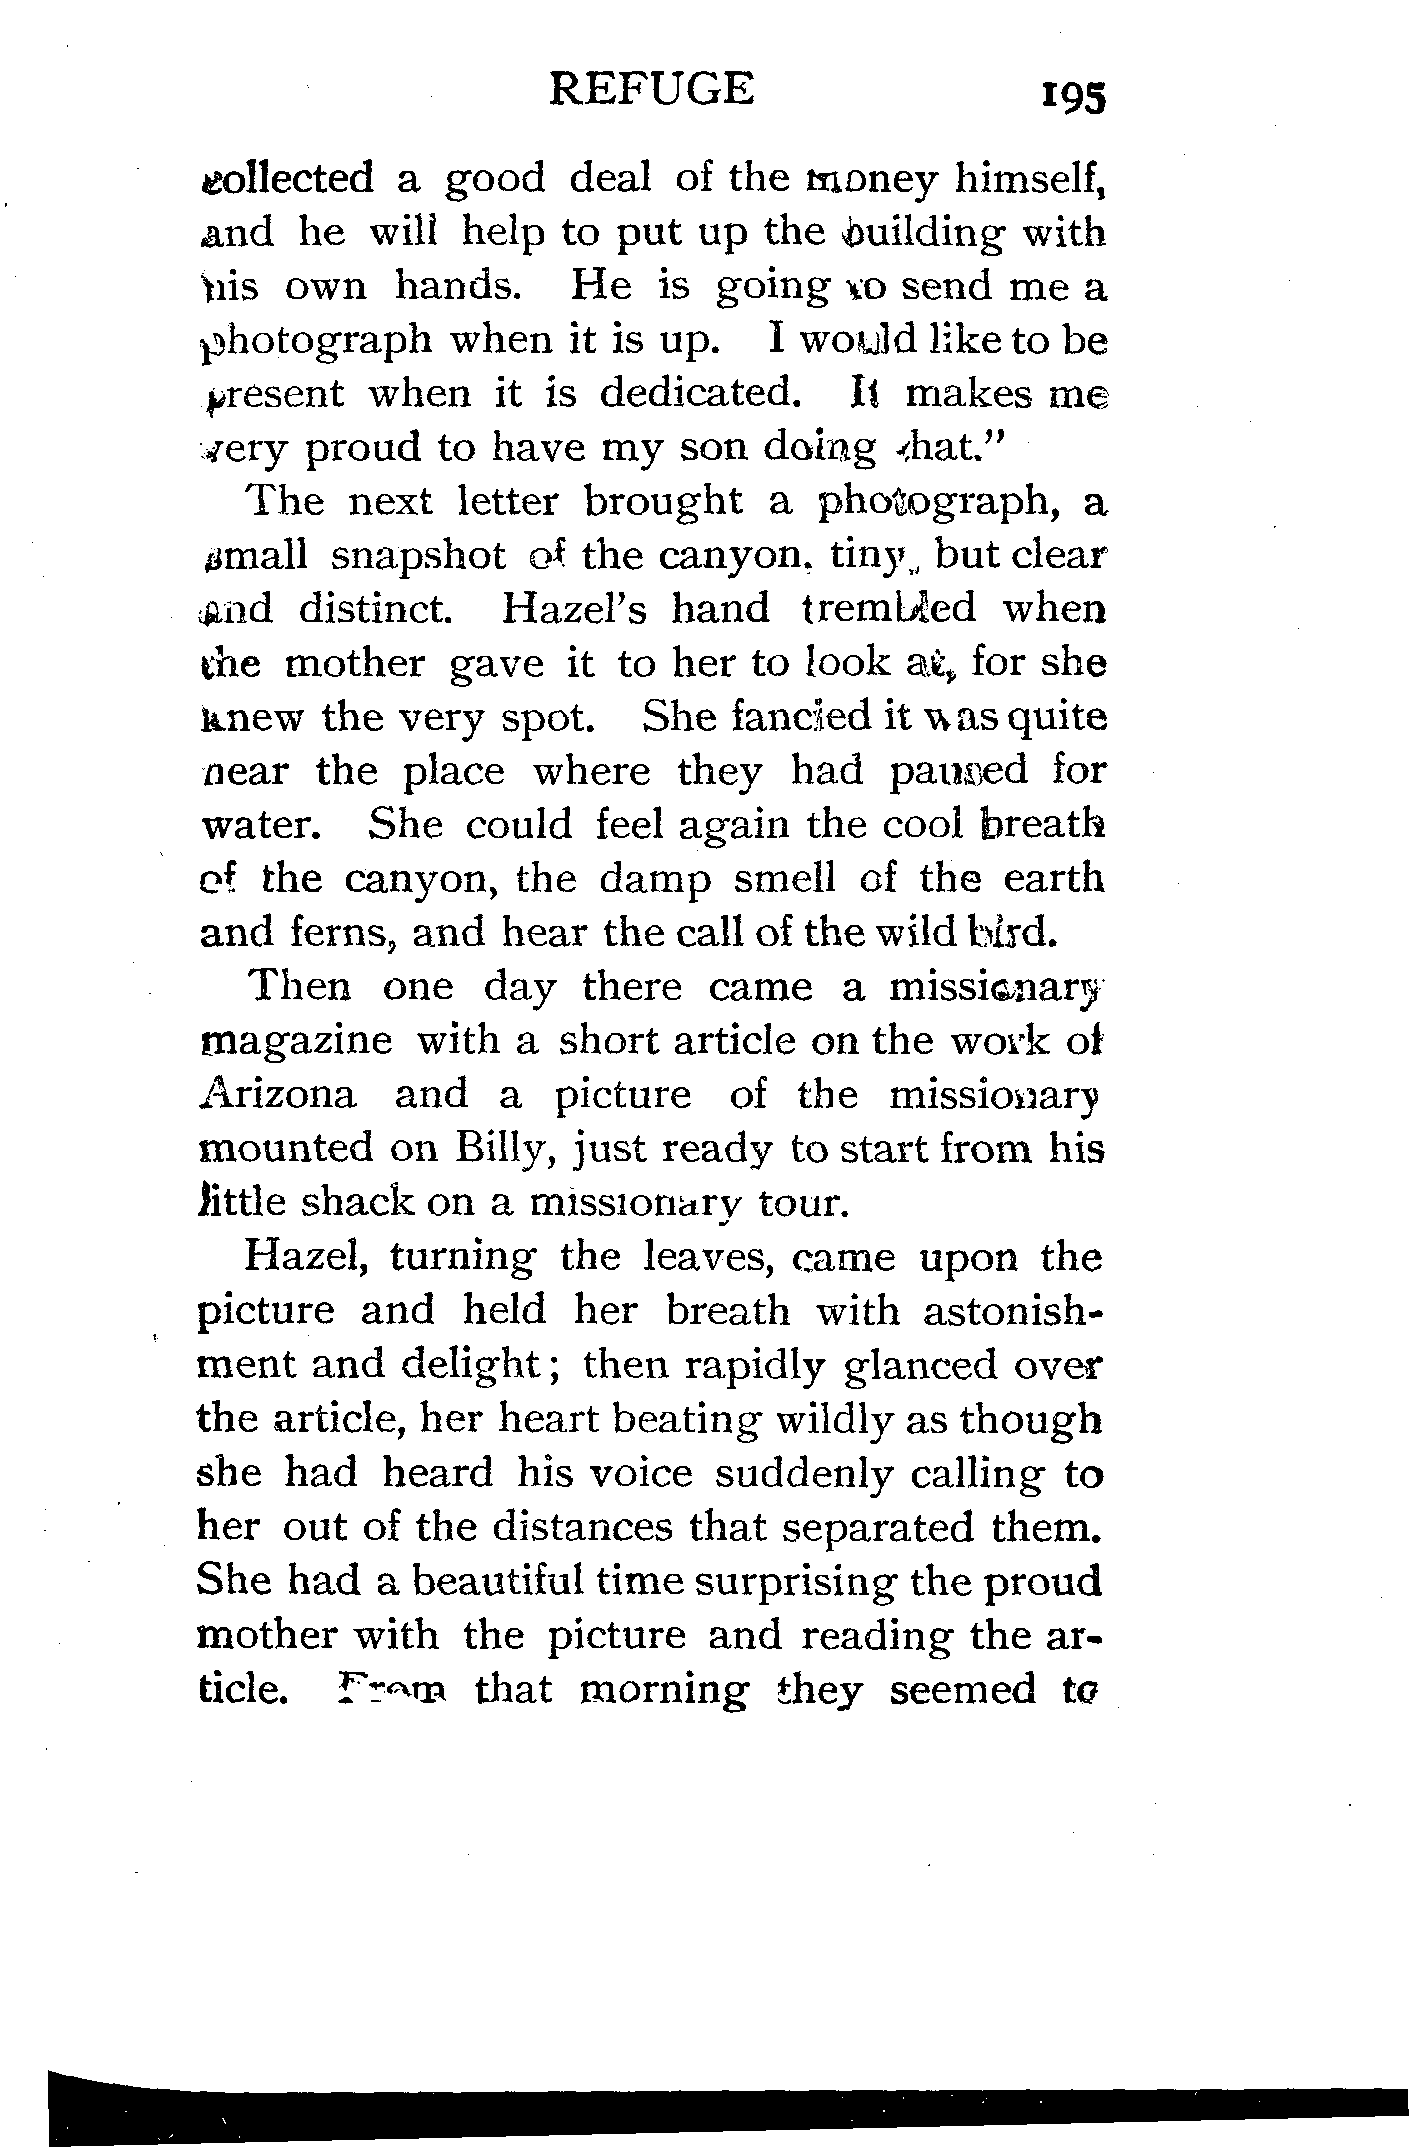 REFUGE 195
collected a good deal of the money himself,
and he will help to put up the building with
his own hands. He is going to send me a
photograph when it is up. I would like to be
present when it is dedicated. It makes me
very proud to have my son doing that."
The next letter brought a photograph, a
small snapshot of the canyon, tiny, but clear
and distinct. Hazel's hand trembled when
the mother gave it to her to look at, for she
knew the very spot. She fancied it was quite
near the place where they had paused for
water. She could feel again the cool breath
of the canyon, the damp smell of the earth
and ferns, and hear the call of the wild bird.
Then one day there came a missionary
magazine with a short article on the work of
Arizona and a picture of the missionary
mounted on Billy, just ready to start from his
little shack on a missionary tour.
Hazel, turning the leaves, came upon the
picture and held her breath with astonish-
ment and delight; then rapidly glanced over
the article, her heart beating wildly as though
she had heard his voice suddenly calling to
her out of the distances that separated them.
She had a beautiful time surprising the proud
mother with the picture and reading the ar-
ticle. From that morning they seemed to